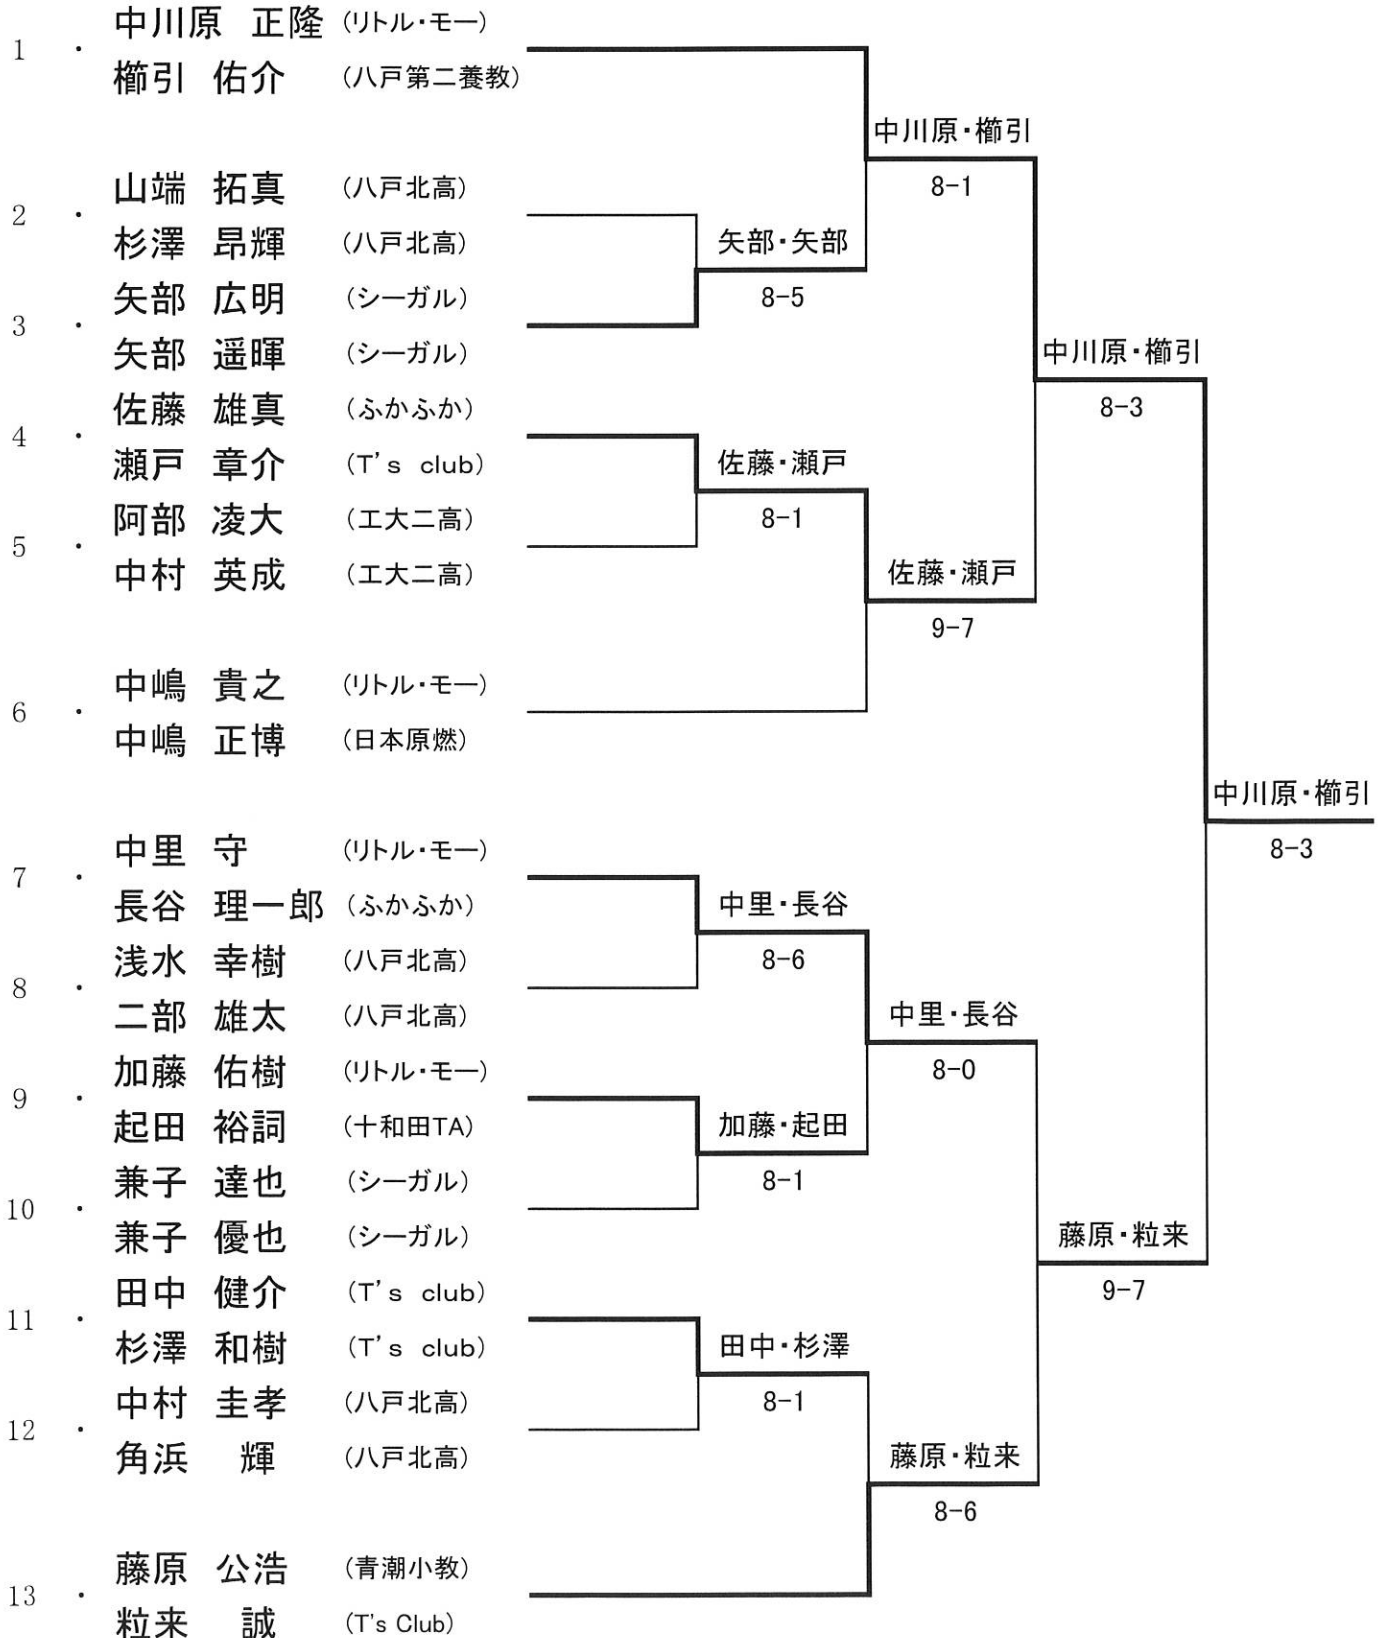 中川原 正隆 (リトル・モー)
1 ・
櫛引 佑介 (八戸第二養教)
中川原・櫛引
8-1
山端 拓真 (八戸北高)
2 ・
杉澤 昂輝 (八戸北高)
矢部・矢部
8-5
矢部 広明 (シーガル)
3 ・
矢部 遥暉 (シーガル)
中川原・櫛引
8-3
佐藤 雄真 (ふかふか)
4 ・
瀬戸 章介 (T's club)
佐藤・瀬戸
8-1
阿部 凌大 (工大二高)
5 ・
中村 英成 (工大二高)
佐藤・瀬戸
9-7
中嶋 貴之 (リトル・モー)
6 ・
中嶋 正博 (日本原燃)
中川原・櫛引
8-3
中里 守 (リトル・モー)
7 ・
長谷 理一郎 (ふかふか)
中里・長谷
8-6
浅水 幸樹 (八戸北高)
8 ・
二部 雄太 (八戸北高)
中里・長谷
8-0
加藤 佑樹 (リトル・モー)
9 ・
起田 裕詞 (十和田TA)
加藤・起田
8-1
兼子 達也 (シーガル)
10 ・
兼子 優也 (シーガル)
藤原・粒来
9-7
田中 健介 (T's club)
11 ・
杉澤 和樹 (T's club)
田中・杉澤
8-1
中村 圭孝 (八戸北高)
12 ・
角浜 輝 (八戸北高)
藤原・粒来
8-6
藤原 公浩 (青潮小教)
13 ・
粒来 誠 (T's Club)